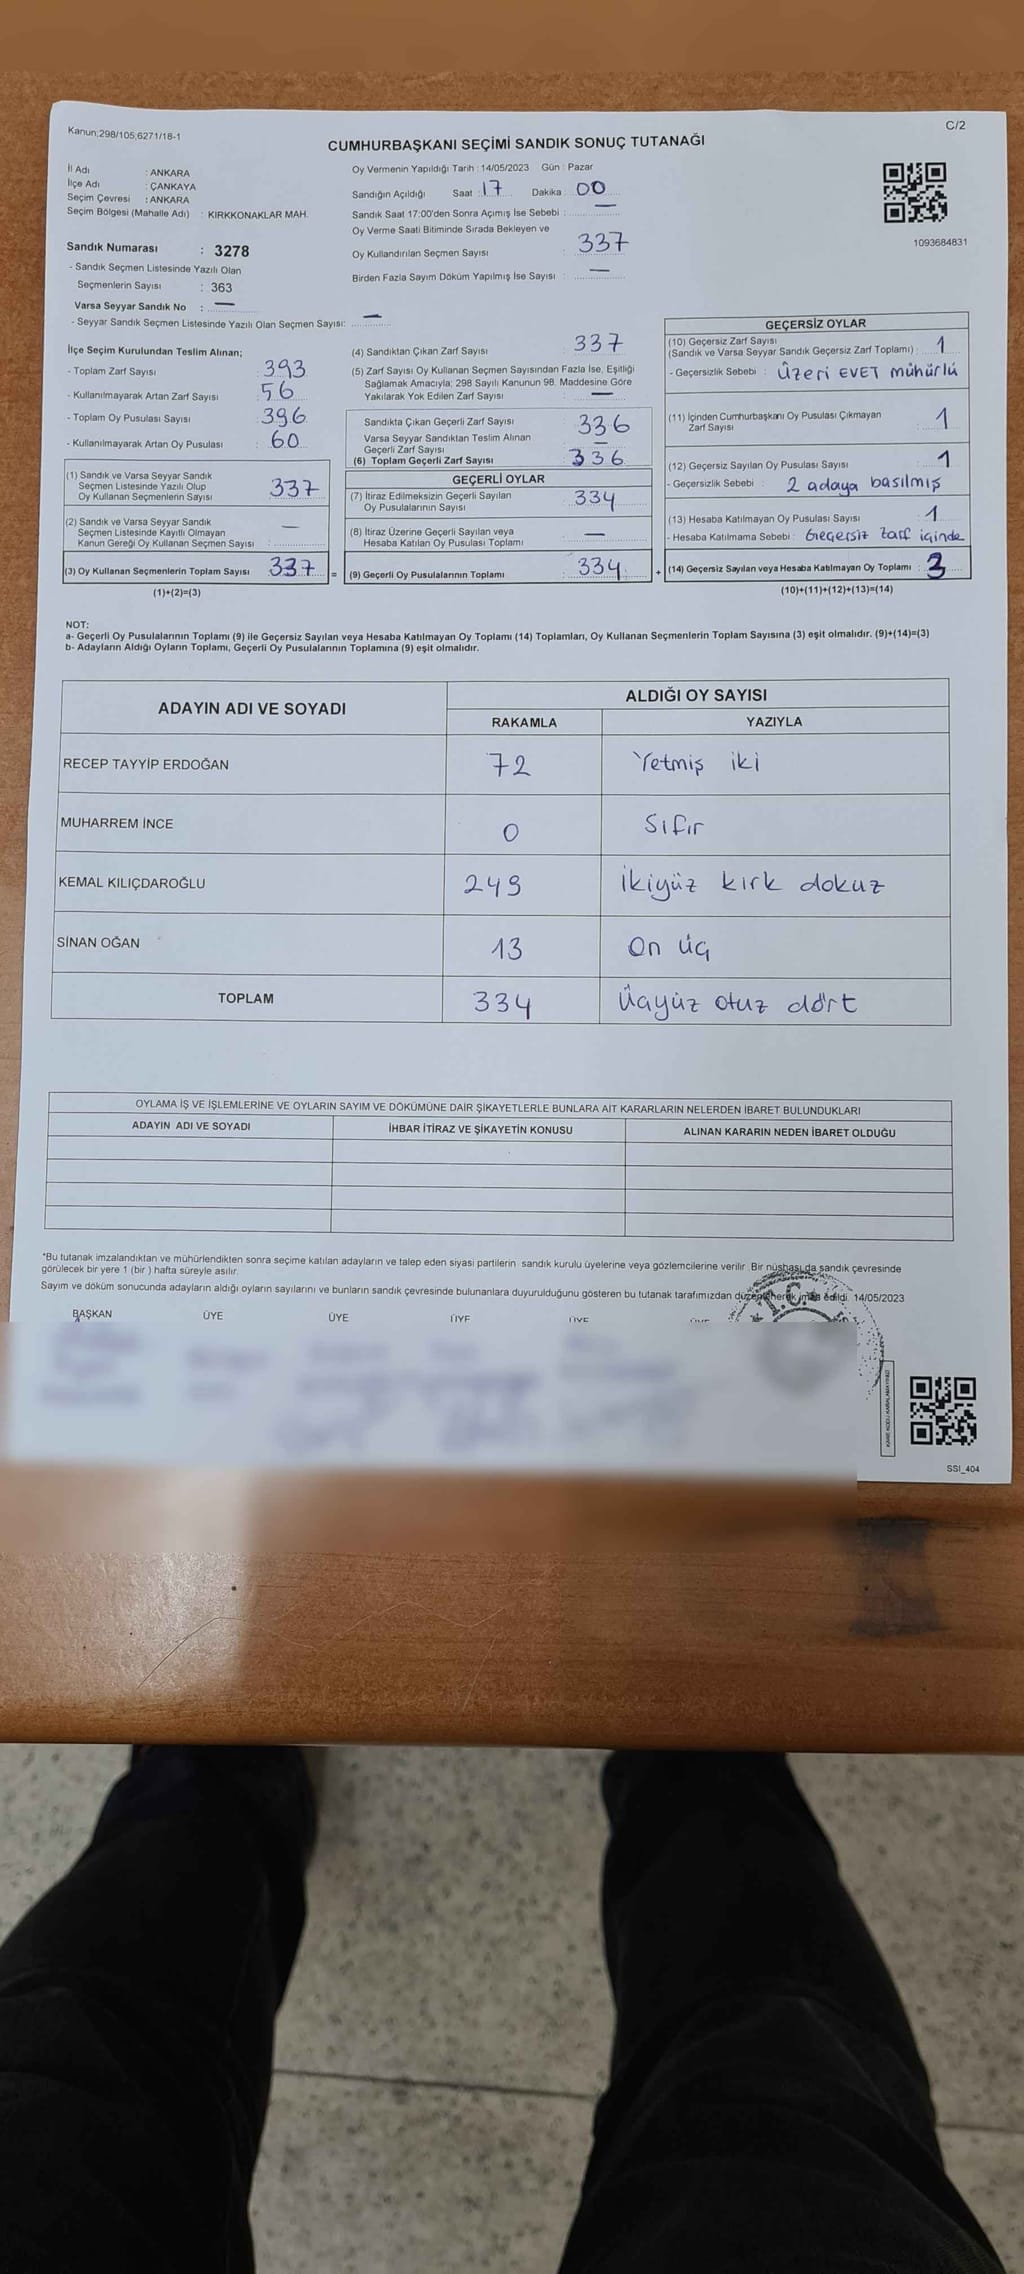 Kanun;298/105,6271/18-1
C/2
CUMHURBAŞKANI SEÇİMİ SANDIK SONUÇ TUTANAĞI
İl Adı : ANKARA
İlçe Adı : ÇANKAYA
Seçim Çevresi : ANKARA
Seçim Bölgesi (Mahalle Adı) : KIRKKONAKLAR MAH.
Sandık Numarası : 3278
- Sandık Seçmen Listesinde Yazılı Olan
Seçmenlerin Sayısı : 363
Varsa Seyyar Sandık No : —
- Seyyar Sandık Seçmen Listesinde Yazılı Olan Seçmen Sayısı: —
Oy Vermenin Yapıldığı Tarih : 14/05/2023 Gün : Pazar
Sandığın Açıldığı Saat : 17 Dakika : 00
Sandık Saat 17:00'den Sonra Açımış İse Sebebi : —
Oy Verme Saati Bitiminde Sırada Bekleyen ve
Oy Kullandırılan Seçmen Sayısı : 337
Birden Fazla Sayım Döküm Yapılmış İse Sayısı : —
1093684831
İlçe Seçim Kurulundan Teslim Alınan;
- Toplam Zarf Sayısı : 393
- Kullanılmayarak Artan Zarf Sayısı : 56
- Toplam Oy Pusulası Sayısı : 396
- Kullanılmayarak Artan Oy Pusulası : 60
(1) Sandık ve Varsa Seyyar Sandık
Seçmen Listesinde Yazılı Olup
Oy Kullanan Seçmenlerin Sayısı : 337
(2) Sandık ve Varsa Seyyar Sandık
Seçmen Listesinde Kayıtlı Olmayan
Kanun Gereği Oy Kullanan Seçmen Sayısı : —
(3) Oy Kullanan Seçmenlerin Toplam Sayısı : 337 =
(1)+(2)=(3)
(4) Sandıktan Çıkan Zarf Sayısı : 337
(5) Zarf Sayısı Oy Kullanan Seçmen Sayısından Fazla İse, Eşitliği
Sağlamak Amacıyla; 298 Sayılı Kanunun 98. Maddesine Göre
Yakılarak Yok Edilen Zarf Sayısı : —
Sandıkta Çıkan Geçerli Zarf Sayısı : 336
Varsa Seyyar Sandıktan Teslim Alınan
Geçerli Zarf Sayısı : —
(6) Toplam Geçerli Zarf Sayısı : 336
GEÇERLİ OYLAR
(7) İtiraz Edilmeksizin Geçerli Sayılan
Oy Pusulalarının Sayısı : 334
(8) İtiraz Üzerine Geçerli Sayılan veya
Hesaba Katılan Oy Pusulası Toplamı : —
(9) Geçerli Oy Pusulalarının Toplamı : 334 +
GEÇERSİZ OYLAR
(10) Geçersiz Zarf Sayısı
(Sandık ve Varsa Seyyar Sandık Geçersiz Zarf Toplamı) : 1
- Geçersizlik Sebebi : Üzeri EVET mühürlü
(11) İçinden Cumhurbaşkanı Oy Pusulası Çıkmayan
Zarf Sayısı : 1
(12) Geçersiz Sayılan Oy Pusulası Sayısı : 1
- Geçersizlik Sebebi : 2 adaya basılmış
(13) Hesaba Katılmayan Oy Pusulası Sayısı : 1
- Hesaba Katılmama Sebebi : Geçersiz zarf içinde
(14) Geçersiz Sayılan veya Hesaba Katılmayan Oy Toplamı : 3
(10)+(11)+(12)+(13)=(14)
NOT:
a- Geçerli Oy Pusulalarının Toplamı (9) ile Geçersiz Sayılan veya Hesaba Katılmayan Oy Toplamı (14) Toplamları, Oy Kullanan Seçmenlerin Toplam Sayısına (3) eşit olmalıdır. (9)+(14)=(3)
b- Adayların Aldığı Oyların Toplamı, Geçerli Oy Pusulalarının Toplamına (9) eşit olmalıdır.
ADAYIN ADI VE SOYADI
ALDIĞI OY SAYISI
RAKAMLA YAZIYLA
RECEP TAYYİP ERDOĞAN 72 Yetmiş iki
MUHARREM İNCE 0 Sıfır
KEMAL KILIÇDAROĞLU 249 İkiyüz kırk dokuz
SİNAN OĞAN 13 On üç
TOPLAM 334 Üçyüz otuz dört
OYLAMA İŞ VE İŞLEMLERİNE VE OYLARIN SAYIM VE DÖKÜMÜNE DAİR ŞİKAYETLERLE BUNLARA AİT KARARLARIN NELERDEN İBARET BULUNDUKLARI
ADAYIN ADI VE SOYADI İHBAR İTİRAZ VE ŞİKAYETİN KONUSU ALINAN KARARIN NEDEN İBARET OLDUĞU
*Bu tutanak imzalandıktan ve mühürlendikten sonra seçime katılan adayların ve talep eden siyasi partilerin sandık kurulu üyelerine veya gözlemcilerine verilir. Bir nüshası da sandık çevresinde
görülecek bir yere 1 (bir ) hafta süreyle asılır.
Sayım ve döküm sonucunda adayların aldığı oyların sayılarını ve bunların sandık çevresinde bulunanlara duyurulduğunu gösteren bu tutanak tarafımızdan düzenlenerek imza edildi. 14/05/2023
T.C.
BAŞKAN ÜYE ÜYE ÜYE ÜYE ÜYE
KARE KODU KARALAMAYINIZ!
SSI_404